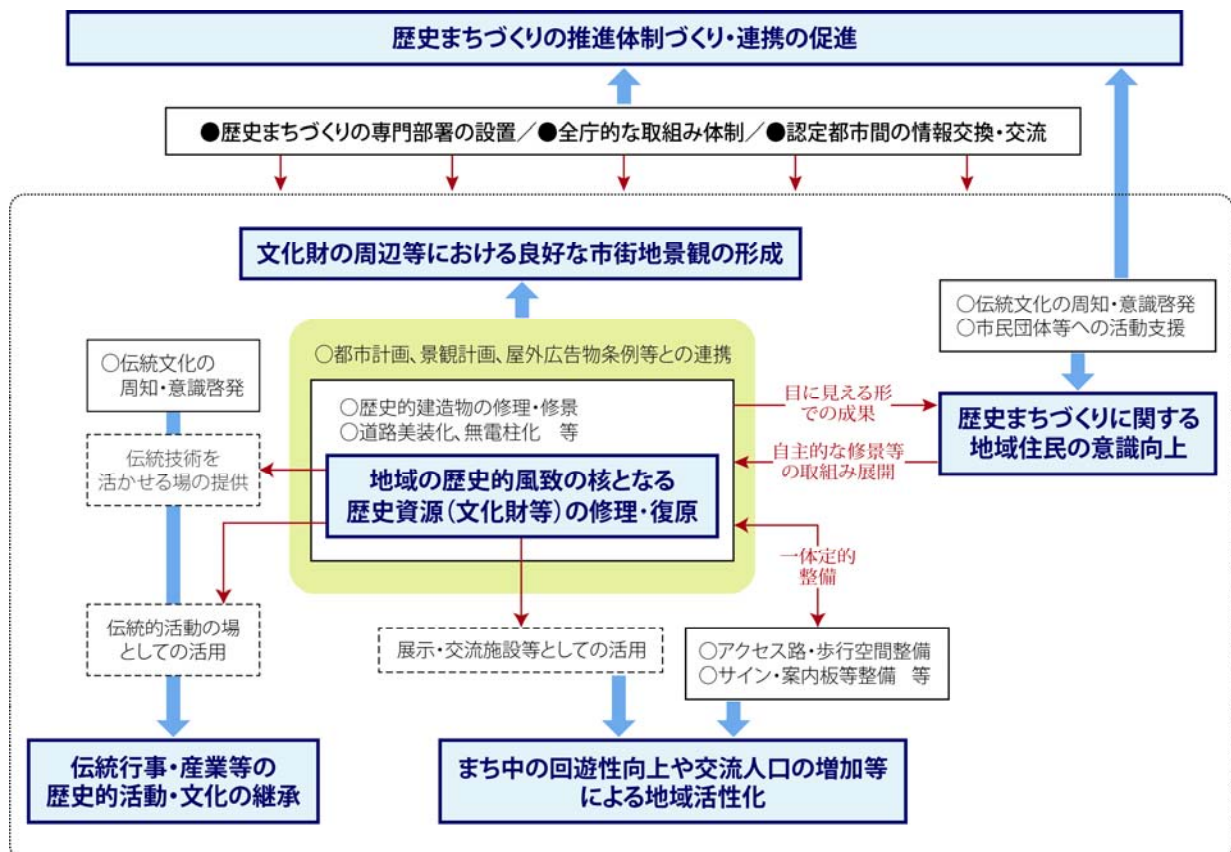 歴史まちづくりの推進体制づくり・連携の促進
●歴史まちづくりの専門部署の設置／●全庁的な取組み体制／●認定都市間の情報交換・交流
文化財の周辺等における良好な市街地景観の形成
○伝統文化の周知・意識啓発
○市民団体等への活動支援
○都市計画、景観計画、屋外広告物条例等との連携
○伝統文化の
周知・意識啓発
○歴史的建造物の修理・修景
○道路美装化、無電柱化　等
目に見える形
での成果
歴史まちづくりに関する
地域住民の意識向上
自主的な修景等
の取組み展開
伝統技術を
活かせる場の提供
地域の歴史的風致の核となる
歴史資源（文化財等）の修理・復原
一体定的
整備
伝統的活動の場
としての活用
展示・交流施設等としての活用
○アクセス路・歩行空間整備
○サイン・案内板等整備　等
伝統行事・産業等の
歴史的活動・文化の継承
まち中の回遊性向上や交流人口の増加等
による地域活性化